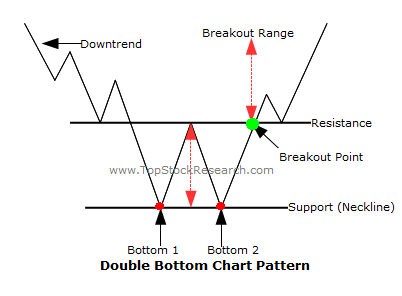 Breakout Range
Downtrend
Resistance
Breakout Point
www.TopStockResearch.com
Support (Neckline)
Bottom 1
Bottom 2
Double Bottom Chart Pattern